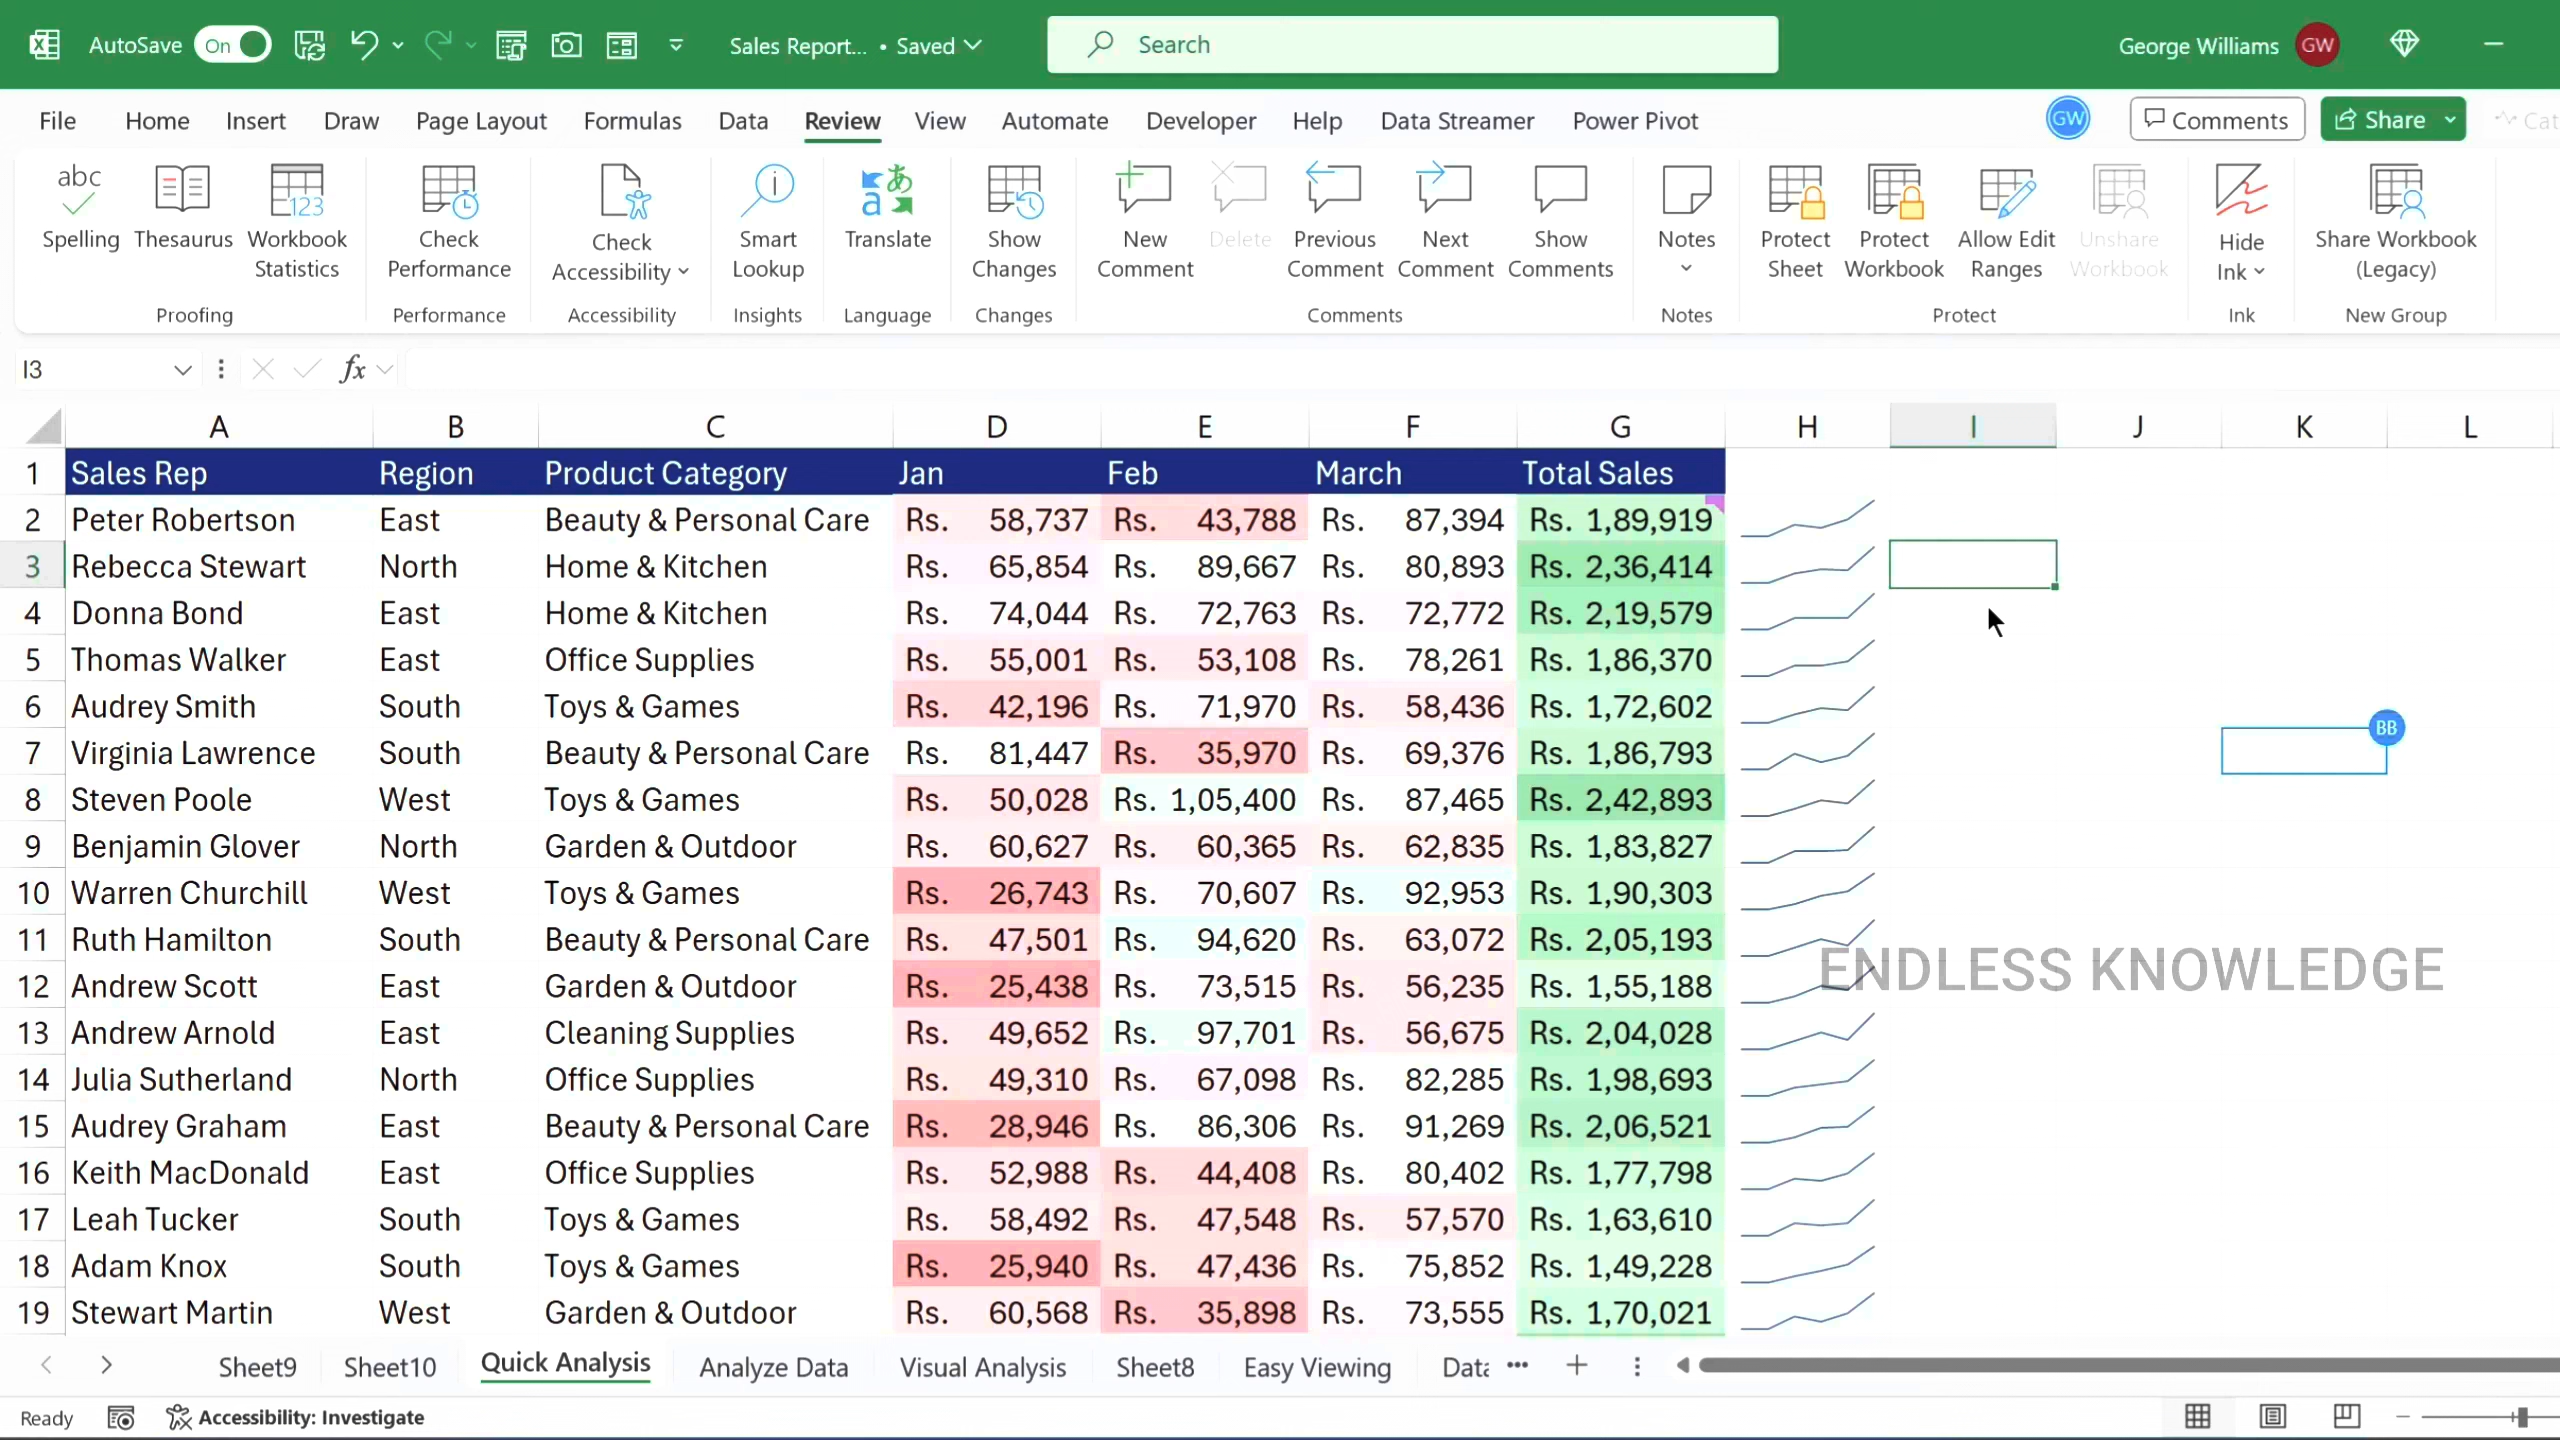 AutoSave On Sales Report... • Saved Search George Williams GW
File Home Insert Draw Page Layout Formulas Data Review View Automate Developer Help Data Streamer Power Pivot GW Comments Share
abc
123
Spelling Thesaurus Workbook Statistics Check Performance Check Accessibility Smart Lookup Translate Show Changes New Comment Delete Previous Comment Next Comment Show Comments Notes Protect Sheet Protect Workbook Allow Edit Ranges Unshare Workbook Hide Ink Share Workbook (Legacy)
Proofing Performance Accessibility Insights Language Changes Comments Notes Protect Ink New Group
I3 fx
A B C D E F G H I J K L
1 Sales Rep Region Product Category Jan Feb March Total Sales
2 Peter Robertson East Beauty & Personal Care Rs. 58,737 Rs. 43,788 Rs. 87,394 Rs. 1,89,919
3 Rebecca Stewart North Home & Kitchen Rs. 65,854 Rs. 89,667 Rs. 80,893 Rs. 2,36,414
4 Donna Bond East Home & Kitchen Rs. 74,044 Rs. 72,763 Rs. 72,772 Rs. 2,19,579
5 Thomas Walker East Office Supplies Rs. 55,001 Rs. 53,108 Rs. 78,261 Rs. 1,86,370
6 Audrey Smith South Toys & Games Rs. 42,196 Rs. 71,970 Rs. 58,436 Rs. 1,72,602
7 Virginia Lawrence South Beauty & Personal Care Rs. 81,447 Rs. 35,970 Rs. 69,376 Rs. 1,86,793 BB
8 Steven Poole West Toys & Games Rs. 50,028 Rs. 1,05,400 Rs. 87,465 Rs. 2,42,893
9 Benjamin Glover North Garden & Outdoor Rs. 60,627 Rs. 60,365 Rs. 62,835 Rs. 1,83,827
10 Warren Churchill West Toys & Games Rs. 26,743 Rs. 70,607 Rs. 92,953 Rs. 1,90,303
11 Ruth Hamilton South Beauty & Personal Care Rs. 47,501 Rs. 94,620 Rs. 63,072 Rs. 2,05,193
ENDLESS KNOWLEDGE
12 Andrew Scott East Garden & Outdoor Rs. 25,438 Rs. 73,515 Rs. 56,235 Rs. 1,55,188
13 Andrew Arnold East Cleaning Supplies Rs. 49,652 Rs. 97,701 Rs. 56,675 Rs. 2,04,028
14 Julia Sutherland North Office Supplies Rs. 49,310 Rs. 67,098 Rs. 82,285 Rs. 1,98,693
15 Audrey Graham East Beauty & Personal Care Rs. 28,946 Rs. 86,306 Rs. 91,269 Rs. 2,06,521
16 Keith MacDonald East Office Supplies Rs. 52,988 Rs. 44,408 Rs. 80,402 Rs. 1,77,798
17 Leah Tucker South Toys & Games Rs. 58,492 Rs. 47,548 Rs. 57,570 Rs. 1,63,610
18 Adam Knox South Toys & Games Rs. 25,940 Rs. 47,436 Rs. 75,852 Rs. 1,49,228
19 Stewart Martin West Garden & Outdoor Rs. 60,568 Rs. 35,898 Rs. 73,555 Rs. 1,70,021
Sheet9 Sheet10 Quick Analysis Analyze Data Visual Analysis Sheet8 Easy Viewing Data ...
Ready Accessibility: Investigate